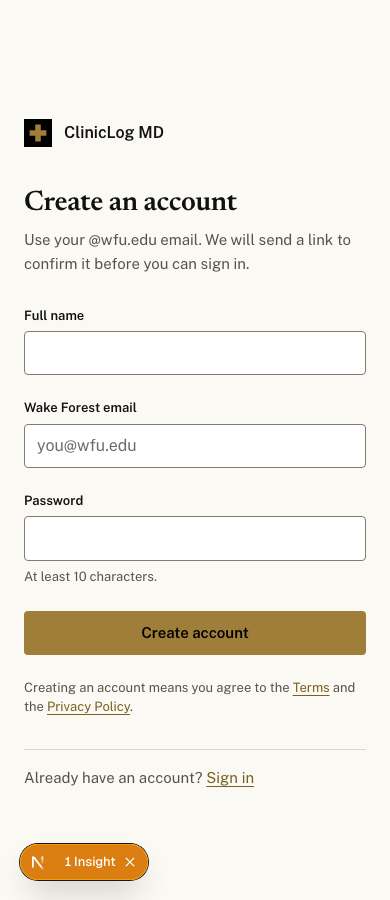 ClinicLog MD
Create an account
Use your @wfu.edu email. We will send a link to
confirm it before you can sign in.
Full name
Wake Forest email
you@wfu.edu
Password
At least 10 characters.
Create account
Creating an account means you agree to the Terms and
the Privacy Policy.
Already have an account? Sign in
N 1 Insight ×